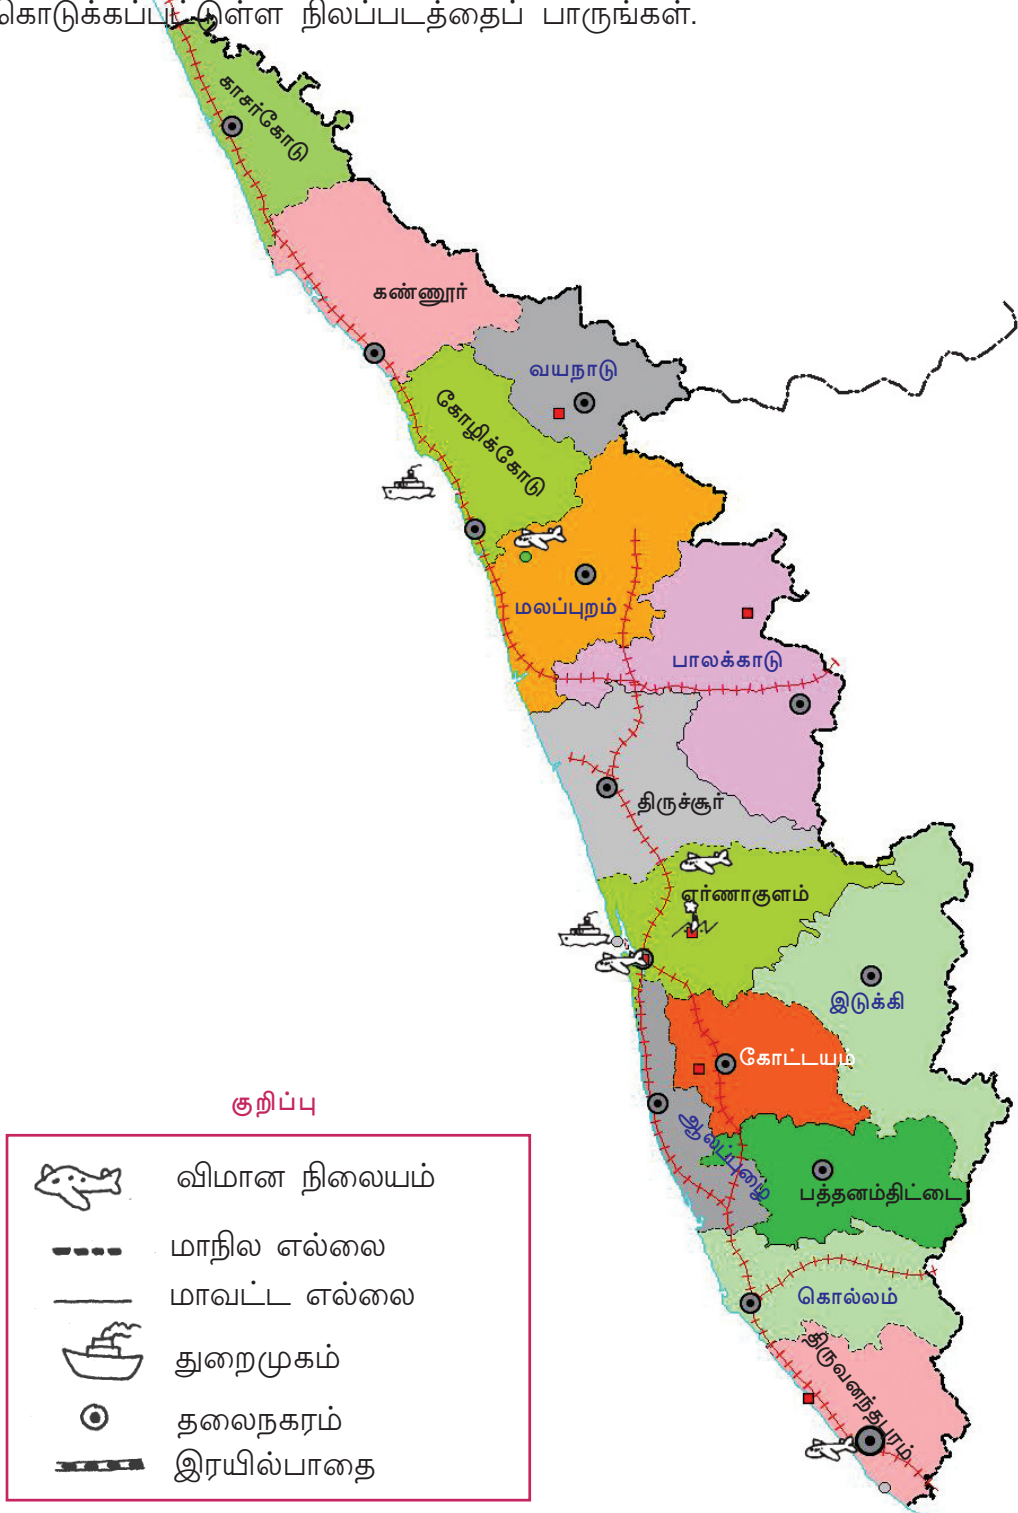 கொடுக்கப்பட்டுள்ள நிலப்படத்தைப் பாருங்கள்.
காசர்கோடு
கண்ணூர்
வயநாடு
கோழிக்கோடு
மலப்புறம்
பாலக்காடு
திருச்சூர்
ஏர்ணாகுளம்
இடுக்கி
கோட்டயம்
ஆலப்புழை
பத்தனம்திட்டை
கொல்லம்
திருவனந்தபுரம்
குறிப்பு
விமான நிலையம்
மாநில எல்லை
மாவட்ட எல்லை
துறைமுகம்
தலைநகரம்
இரயில்பாதை